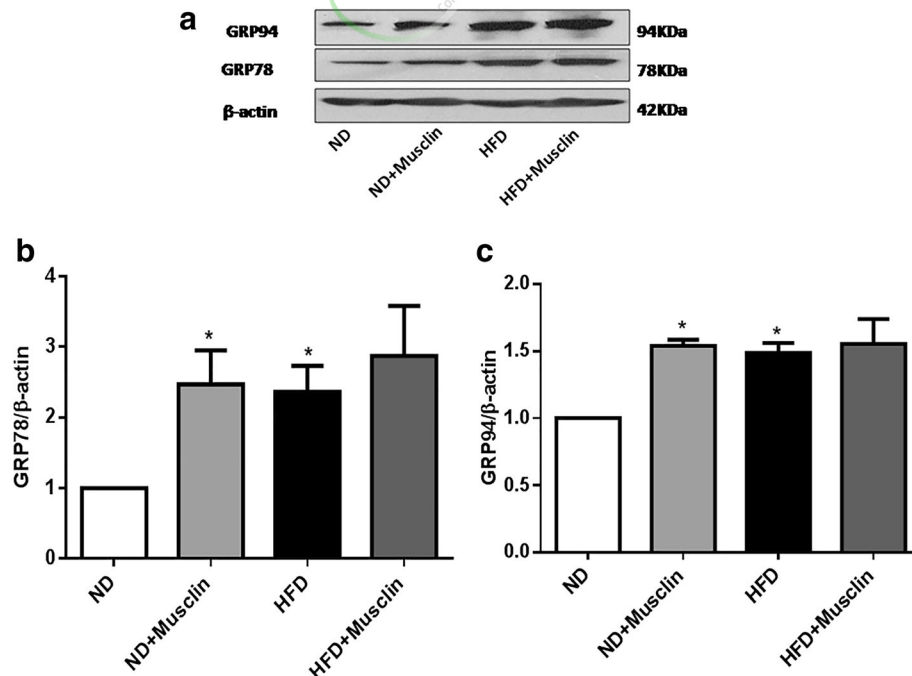 a
GRP94 94KDa
GRP78 78KDa
β-actin 42KDa
ND ND+Musclin HFD HFD+Musclin
b
4
3
2
1
0
GRP78/β-actin
ND ND+Musclin HFD HFD+Musclin
* *
c
2.0
1.5
1.0
0.5
0.0
GRP94/β-actin
ND ND+Musclin HFD HFD+Musclin
* *